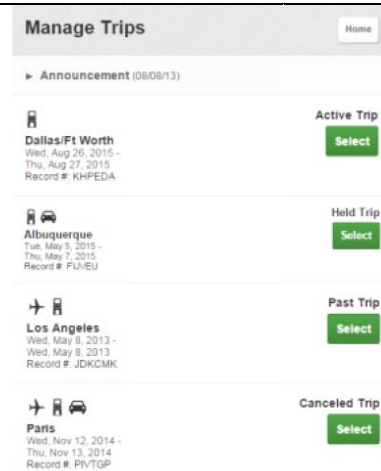 Manage Trips
Home
▸ Announcement (08/08/13)
Active Trip
Select
Dallas/Ft Worth
Wed, Aug 26, 2015 -
Thu, Aug 27, 2015
Record #: KHPEDA
Held Trip
Select
Albuquerque
Tue, May 5, 2015 -
Thu, May 7, 2015
Record #:
Past Trip
Select
Los Angeles
Wed, May 8, 2013 -
Wed, May 8, 2013
Record #: JDKCMK
Canceled Trip
Select
Paris
Wed, Nov 12, 2014 -
Thu, Nov 13, 2014
Record #: PIVTGP